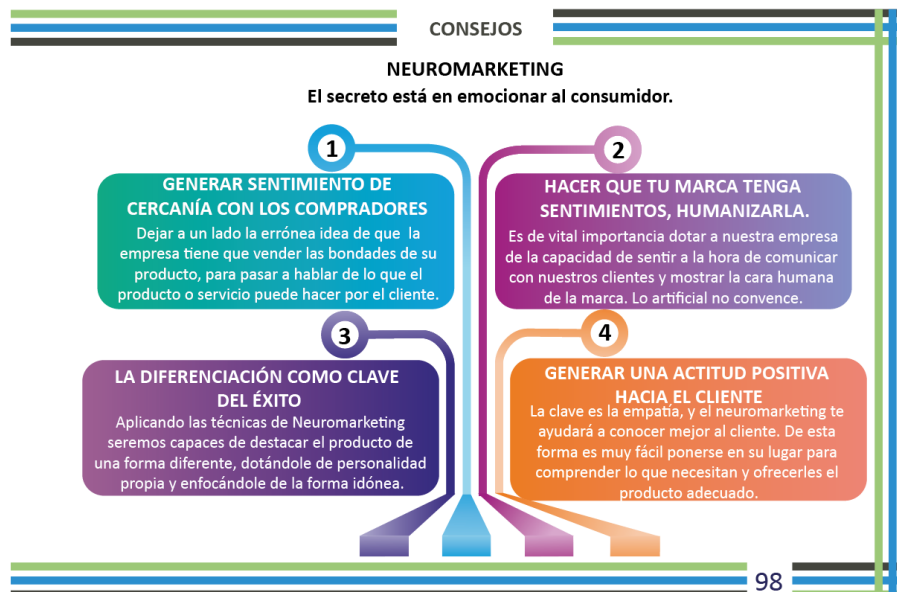 CONSEJOS
NEUROMARKETING
El secreto está en emocionar al consumidor.
1
GENERAR SENTIMIENTO DE
CERCANÍA CON LOS COMPRADORES
Dejar a un lado la errónea idea de que la
empresa tiene que vender las bondades de su
producto, para pasar a hablar de lo que el
producto o servicio puede hacer por el cliente.
2
HACER QUE TU MARCA TENGA
SENTIMIENTOS, HUMANIZARLA.
Es de vital importancia dotar a nuestra empresa
de la capacidad de sentir a la hora de comunicar
con nuestros clientes y mostrar la cara humana
de la marca. Lo artificial no convence.
3
LA DIFERENCIACIÓN COMO CLAVE
DEL ÉXITO
Aplicando las técnicas de Neuromarketing
seremos capaces de destacar el producto de
una forma diferente, dotándole de personalidad
propia y enfocándole de la forma idónea.
4
GENERAR UNA ACTITUD POSITIVA
HACIA EL CLIENTE
La clave es la empatía, y el neuromarketing te
ayudará a conocer mejor al cliente. De esta
forma es muy fácil ponerse en su lugar para
comprender lo que necesitan y ofrecerles el
producto adecuado.
98